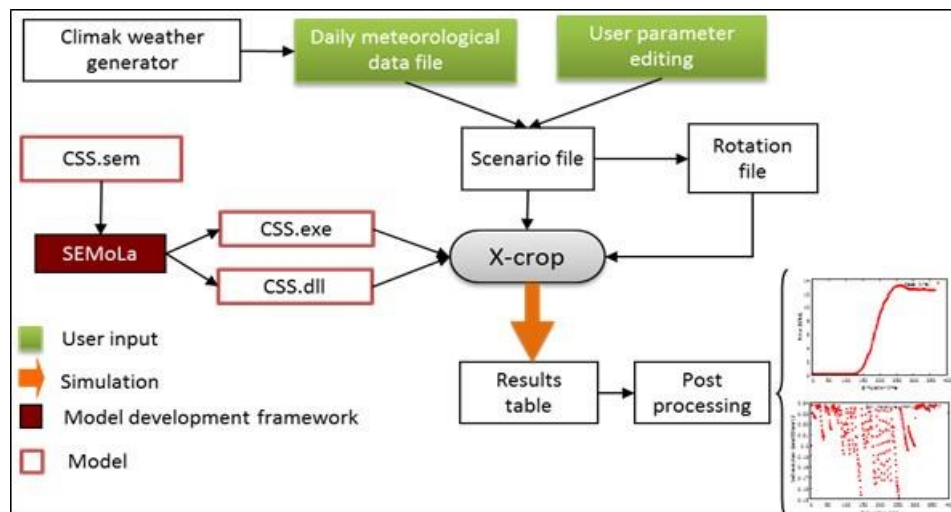 Climak weather
generator
Daily meteorological
data file
User parameter
editing
CSS.sem
Scenario file
Rotation
file
SEMoLa
CSS.exe
CSS.dll
X-crop
User input
Simulation
Model development framework
Model
Results
table
Post
processing